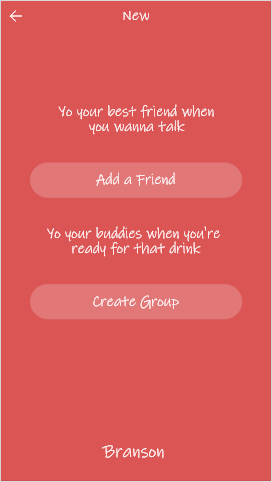 New
Yo your best friend when
you wanna talk
Add a Friend
Yo your buddies when you're
ready for that drink
Create Group
Branson